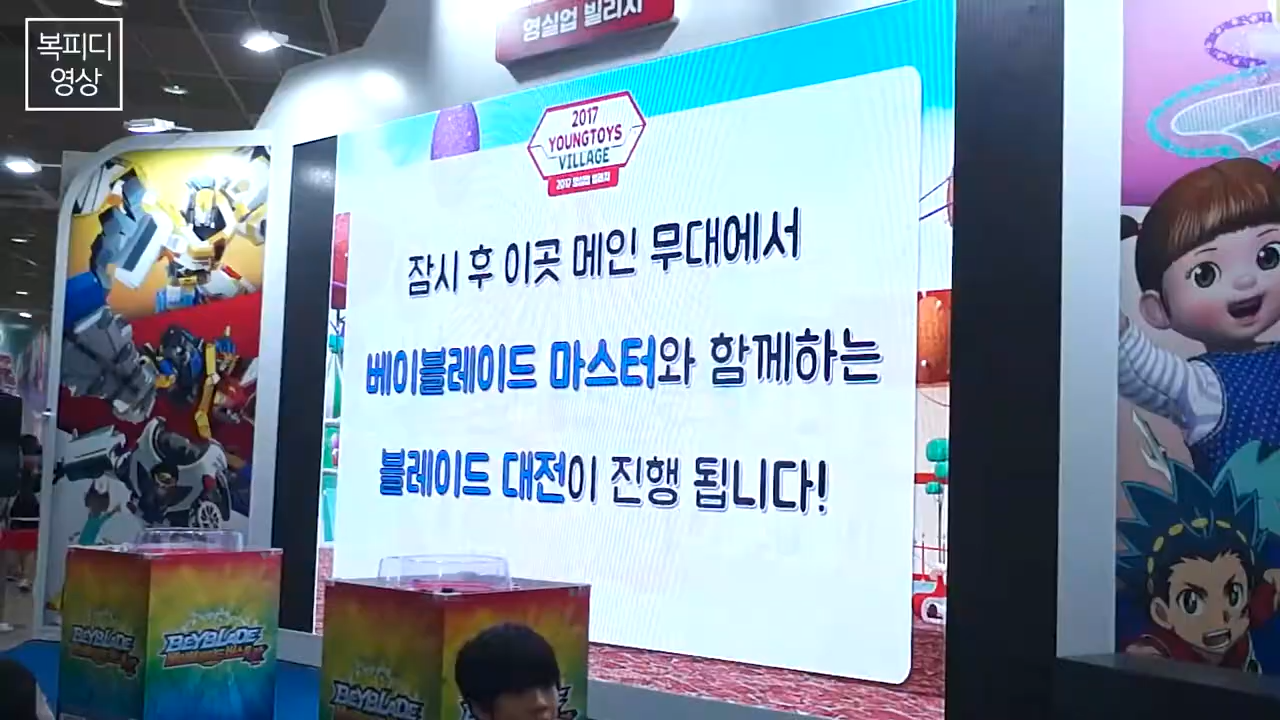 복피디
영상
영실업 빌리지
2017
YOUNGTOYS
VILLAGE
2017 영실업 빌리지
잠시 후 이곳 메인 무대에서
베이블레이드 마스터와 함께하는
블레이드 대전이 진행 됩니다!
BEYBLADE
BEYBLADE
BEYBLADE